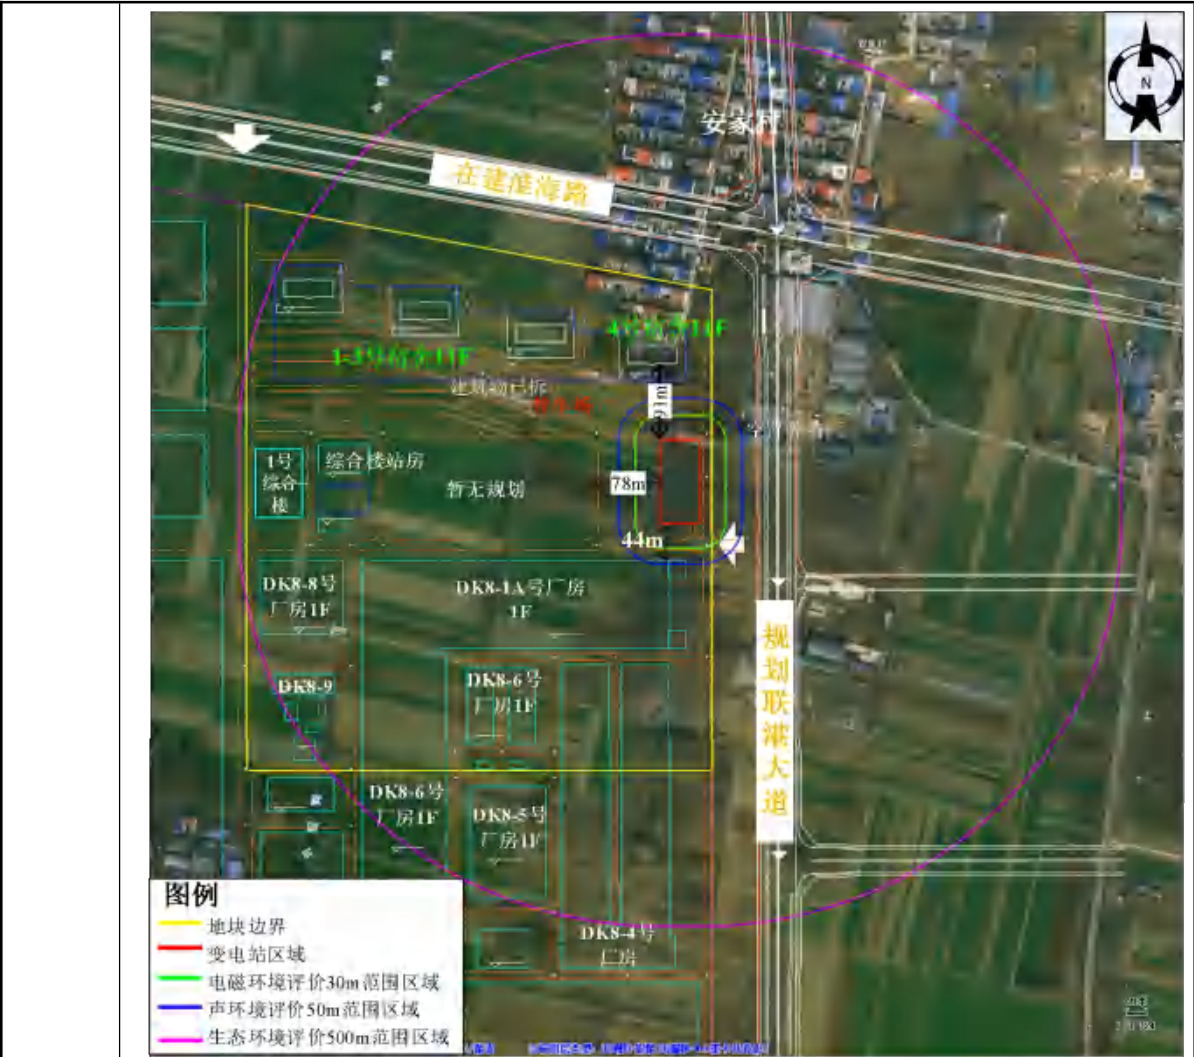 N
安家村
在建淮海路
4号宿舍11F
1-3号宿舍11F
建筑物已拆
停车场
91m
1号
综合
楼
综合楼站房
暂无规划
78m
44m
DK8-8号
厂房1F
DK8-1A号厂房
1F
规划联港大道
DK8-9
DK8-6号
厂房1F
DK8-6号
厂房1F
DK8-5号
厂房1F
DK8-4号
厂房
图例
地块边界
变电站区域
电磁环境评价30m范围区域
声环境评价50m范围区域
生态环境评价500m范围区域